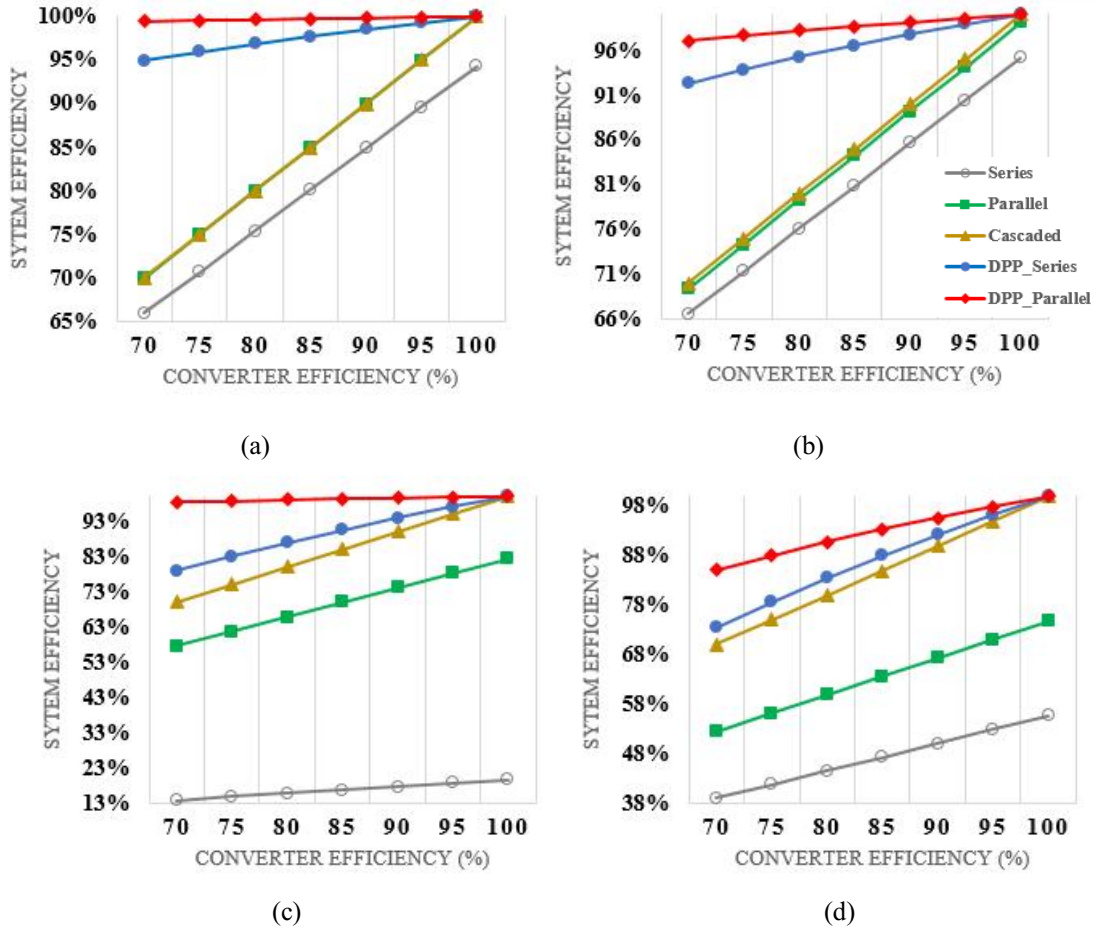 100%
95%
90%
85%
80%
75%
70%
65%
SYTEM EFFICIENCY
70 75 80 85 90 95 100
CONVERTER EFFICIENCY (%)
(a)
96%
91%
86%
81%
76%
71%
66%
SYTEM EFFICIENCY
Series
Parallel
Cascaded
DPP_Series
DPP_Parallel
70 75 80 85 90 95 100
CONVERTER EFFICIENCY (%)
(b)
93%
83%
73%
63%
53%
43%
33%
23%
13%
SYTEM EFFICIENCY
70 75 80 85 90 95 100
CONVERTER EFFICIENCY (%)
(c)
98%
88%
78%
68%
58%
48%
38%
SYTEM EFFICIENCY
70 75 80 85 90 95 100
CONVERTER EFFICIENCY (%)
(d)